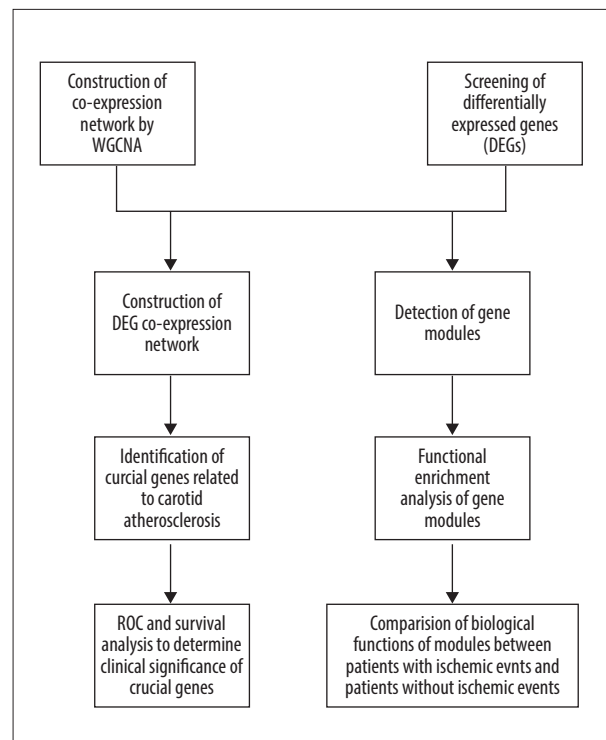 Construction of
co-expression
network by
WGCNA
Screening of
differentially
expressed genes
(DEGs)
Construction of
DEG co-expression
network
Detection of gene
modules
Identification of
curcial genes related
to carotid
atherosclerosis
Functional
enrichment
analysis of gene
modules
ROC and survival
analysis to determine
clinical significance of
crucial genes
Comparision of biological
functions of modules between
patients with ischemic evnts and
patients without ischemic events